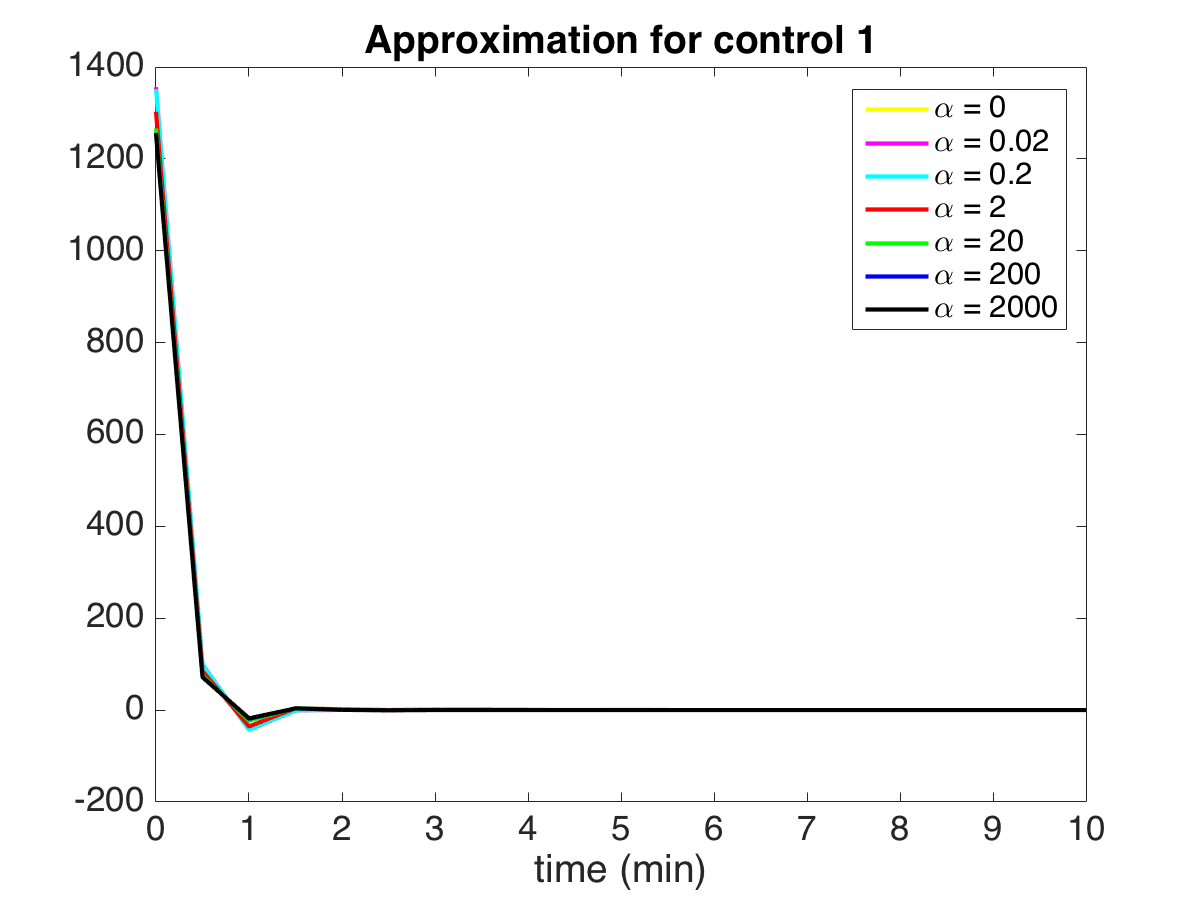 Approximation for control 1
1400
1200
1000
800
600
400
200
0
-200
0 1 2 3 4 5 6 7 8 9 10
time (min)
α = 0
α = 0.02
α = 0.2
α = 2
α = 20
α = 200
α = 2000